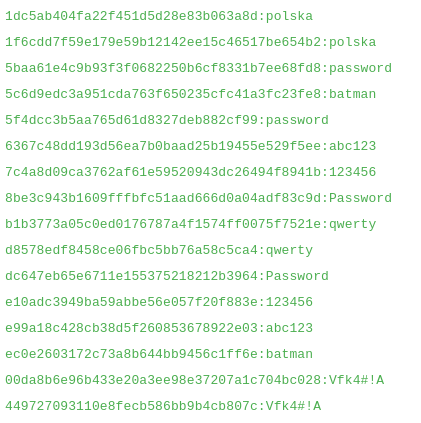 1dc5ab404fa22f451d5d28e83b063a8d:polska
1f6cdd7f59e179e59b12142ee15c46517be654b2:polska
5baa61e4c9b93f3f0682250b6cf8331b7ee68fd8:password
5c6d9edc3a951cda763f650235cfc41a3fc23fe8:batman
5f4dcc3b5aa765d61d8327deb882cf99:password
6367c48dd193d56ea7b0baad25b19455e529f5ee:abc123
7c4a8d09ca3762af61e59520943dc26494f8941b:123456
8be3c943b1609fffbfc51aad666d0a04adf83c9d:Password
b1b3773a05c0ed0176787a4f1574ff0075f7521e:qwerty
d8578edf8458ce06fbc5bb76a58c5ca4:qwerty
dc647eb65e6711e155375218212b3964:Password
e10adc3949ba59abbe56e057f20f883e:123456
e99a18c428cb38d5f260853678922e03:abc123
ec0e2603172c73a8b644bb9456c1ff6e:batman
00da8b6e96b433e20a3ee98e37207a1c704bc028:Vfk4#!A
449727093110e8fecb586bb9b4cb807c:Vfk4#!A